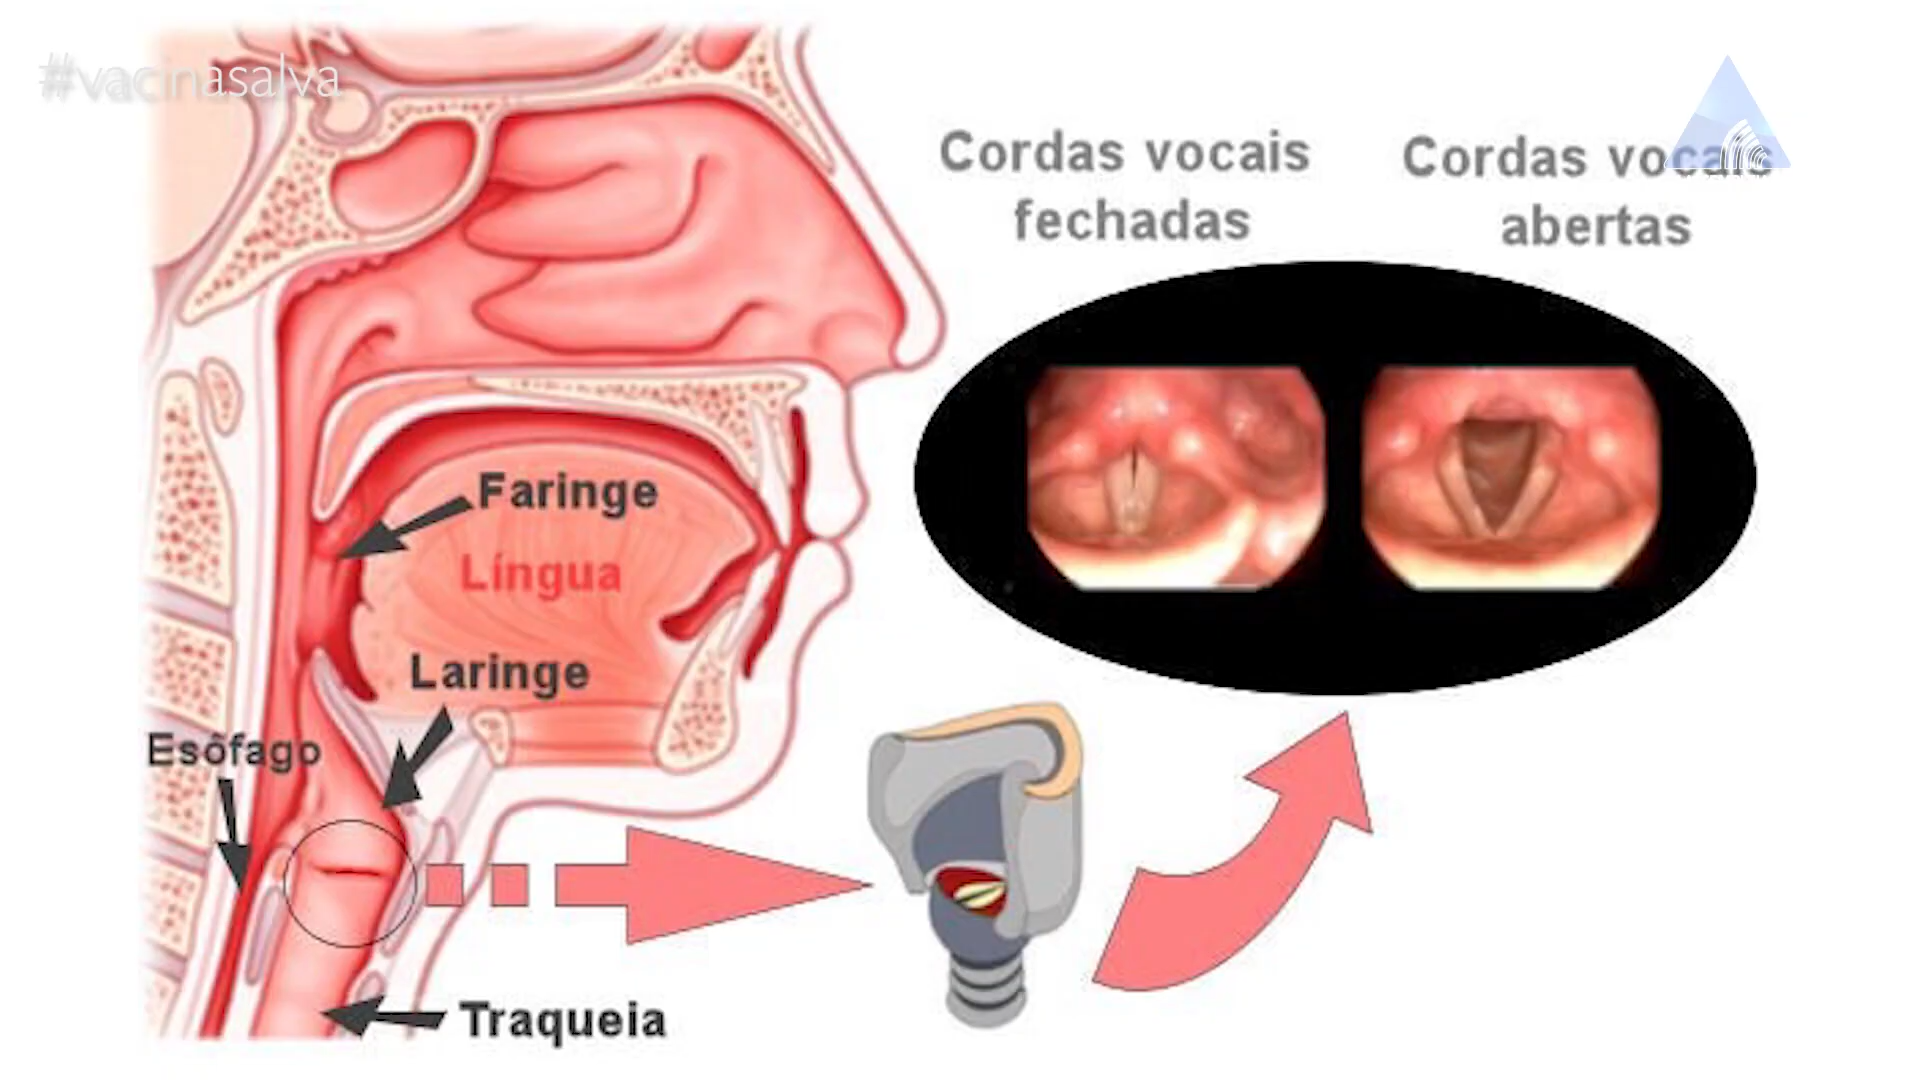 #vacinasalva
Cordas vocais
fechadas
Cordas vocais
abertas
Faringe
Língua
Laringe
Esôfago
Traqueia